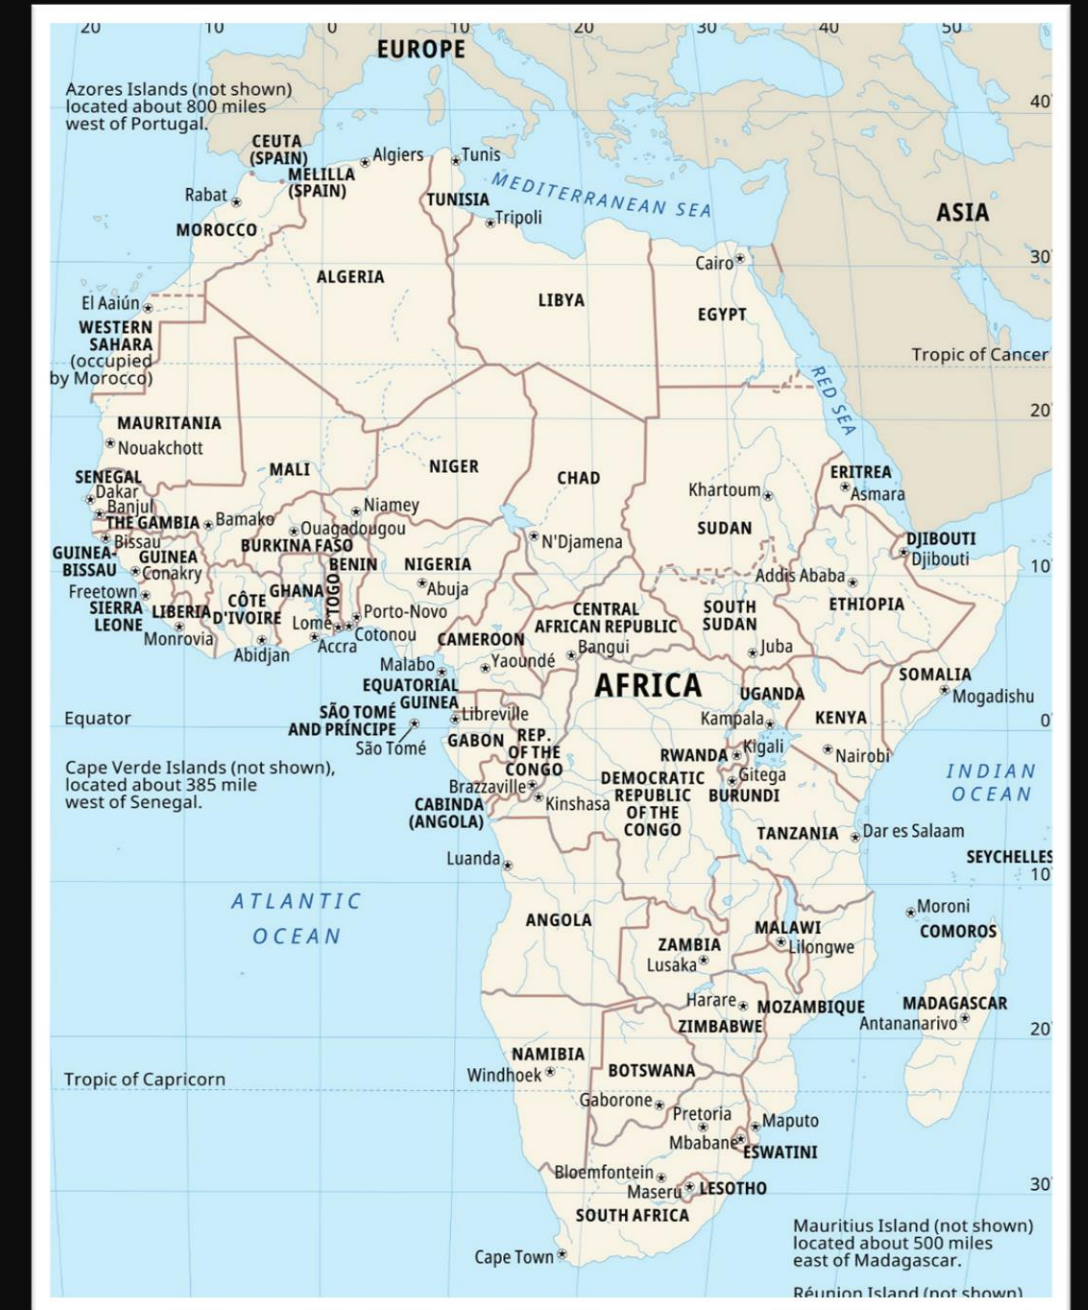 20 10 0 10 20 30 40 50
EUROPE
Azores Islands (not shown)
located about 800 miles
west of Portugal.
40°
CEUTA
(SPAIN)
Algiers
Tunis
MELILLA
(SPAIN)
Rabat
TUNISIA
MEDITERRANEAN SEA
ASIA
Tripoli
MOROCCO
30°
Cairo
ALGERIA
LIBYA
EGYPT
El Aaiún
WESTERN
SAHARA
(occupied
by Morocco)
Tropic of Cancer
RED SEA
20°
MAURITANIA
Nouakchott
MALI
NIGER
CHAD
ERITREA
Asmara
SENEGAL
Dakar
Banjul
THE GAMBIA
Bamako
Niamey
Khartoum
SUDAN
Ouagadougou
BURKINA FASO
N'Djamena
DJIBOUTI
Djibouti
Bissau
GUINEA-
BISSAU
GUINEA
Conakry
BENIN
NIGERIA
Abuja
10°
Addis Ababa
ETHIOPIA
Freetown
SIERRA
LEONE
LIBERIA
Monrovia
CÔTE
D'IVOIRE
GHANA
TOGO
Porto-Novo
Lomé
Cotonou
Accra
Abidjan
CENTRAL
AFRICAN REPUBLIC
Bangui
SOUTH
SUDAN
Juba
CAMEROON
Yaoundé
Malabo
EQUATORIAL
GUINEA
AFRICA
UGANDA
SOMALIA
Mogadishu
Kampala
KENYA
Equator
0°
SÃO TOMÉ
AND PRÍNCIPE
São Tomé
Libreville
GABON
REP.
OF THE
CONGO
RWANDA
Kigali
Nairobi
Cape Verde Islands (not shown),
located about 385 mile
west of Senegal.
Gitega
BURUNDI
INDIAN
OCEAN
Brazzaville
DEMOCRATIC
REPUBLIC
OF THE
CONGO
CABINDA
(ANGOLA)
Kinshasa
TANZANIA
Dar es Salaam
Luanda
SEYCHELLES
10°
ATLANTIC
OCEAN
ANGOLA
Moroni
COMOROS
MALAWI
Lilongwe
ZAMBIA
Lusaka
Harare
MOZAMBIQUE
ZIMBABWE
MADAGASCAR
Antananarivo
20°
NAMIBIA
Windhoek
BOTSWANA
Tropic of Capricorn
Gaborone
Pretoria
Maputo
Mbabane
ESWATINI
Bloemfontein
Maseru
LESOTHO
30°
SOUTH AFRICA
Cape Town
Mauritius Island (not shown)
located about 500 miles
east of Madagascar.
Réunion Island (not shown)